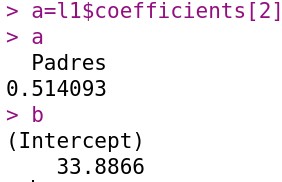 > a=l1$coefficients[2]
> a
Padres
0.514093
> b
(Intercept)
33.8866